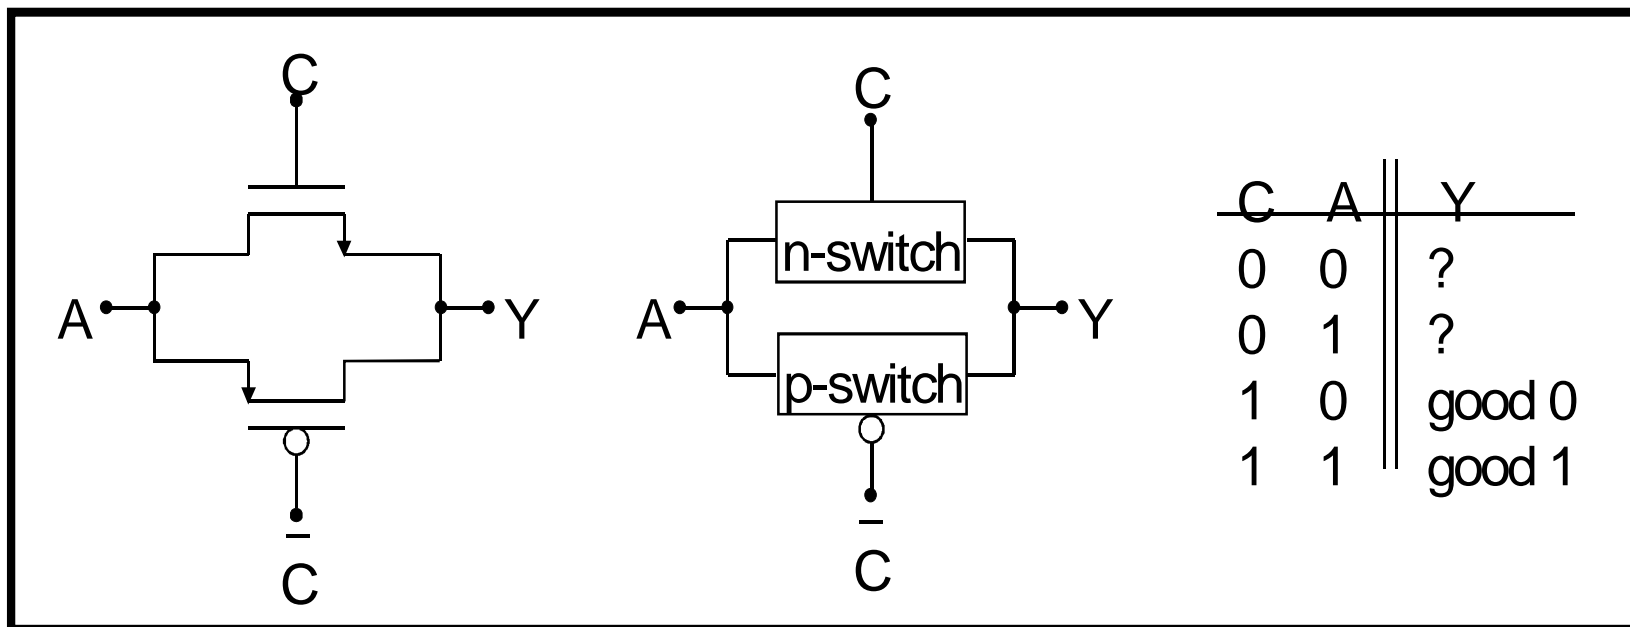 C
A
Y
C̅
C
n-switch
A
Y
p-switch
C̅
C A Y
0 0 ?
0 1 ?
1 0 good 0
1 1 good 1